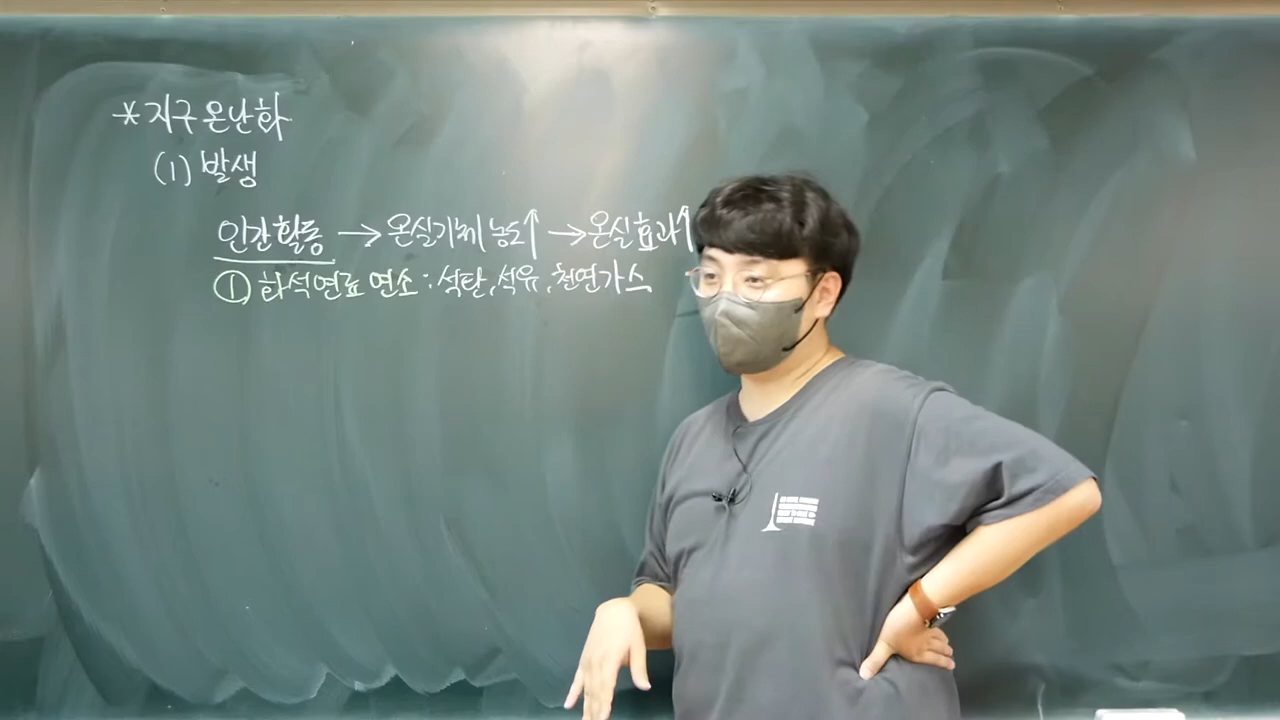 * 지구온난화
(1) 발생
인간활동 → 온실기체 농도↑ → 온실효과↑
① 화석연료 연소 : 석탄, 석유, 천연가스